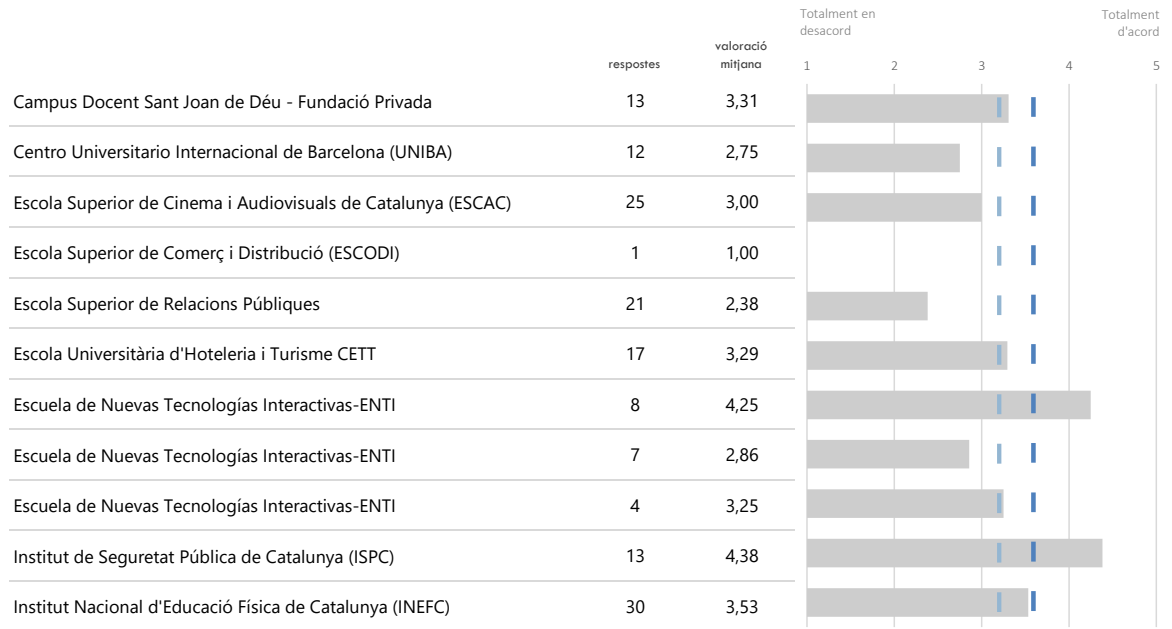 Totalment en desacord
Totalment d'acord
respostes
valoració mitjana
1 2 3 4 5
Campus Docent Sant Joan de Déu - Fundació Privada 13 3,31
Centro Universitario Internacional de Barcelona (UNIBA) 12 2,75
Escola Superior de Cinema i Audiovisuals de Catalunya (ESCAC) 25 3,00
Escola Superior de Comerç i Distribució (ESCODI) 1 1,00
Escola Superior de Relacions Públiques 21 2,38
Escola Universitària d'Hoteleria i Turisme CETT 17 3,29
Escuela de Nuevas Tecnologías Interactivas-ENTI 8 4,25
Escuela de Nuevas Tecnologías Interactivas-ENTI 7 2,86
Escuela de Nuevas Tecnologías Interactivas-ENTI 4 3,25
Institut de Seguretat Pública de Catalunya (ISPC) 13 4,38
Institut Nacional d'Educació Física de Catalunya (INEFC) 30 3,53